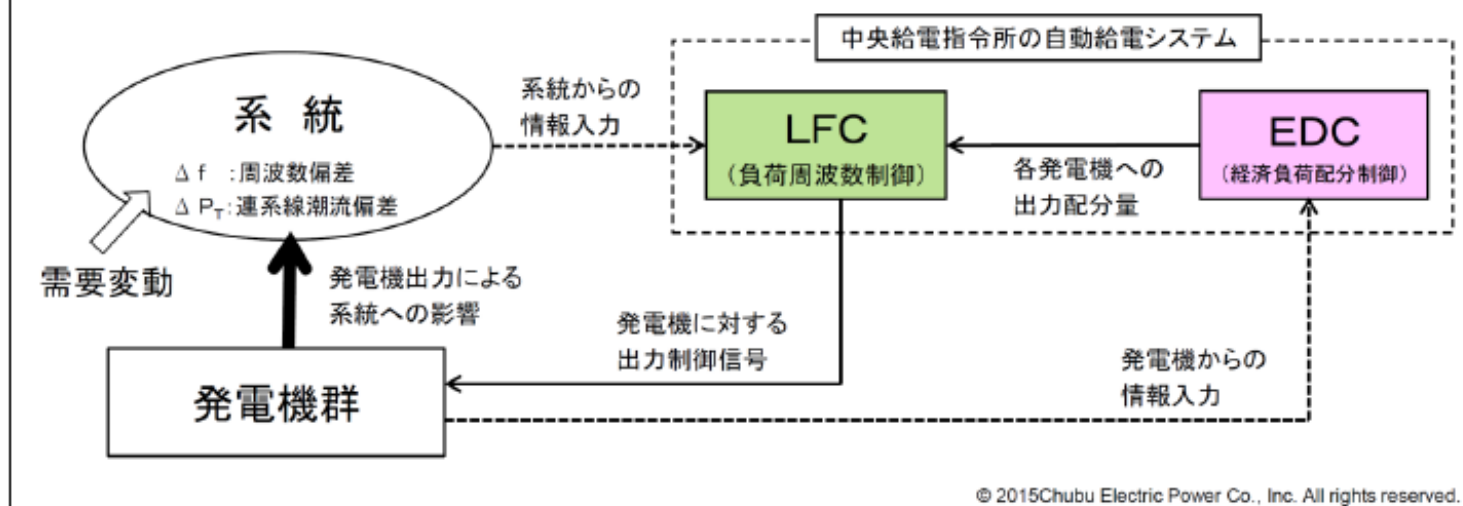 中央給電指令所の自動給電システム
系統からの
情報入力
系 統
Δf :周波数偏差
ΔPT:連系線潮流偏差
LFC
(負荷周波数制御)
EDC
(経済負荷配分制御)
各発電機への
出力配分量
需要変動
発電機出力による
系統への影響
発電機に対する
出力制御信号
発電機からの
情報入力
発電機群
© 2015Chubu Electric Power Co., Inc. All rights reserved.